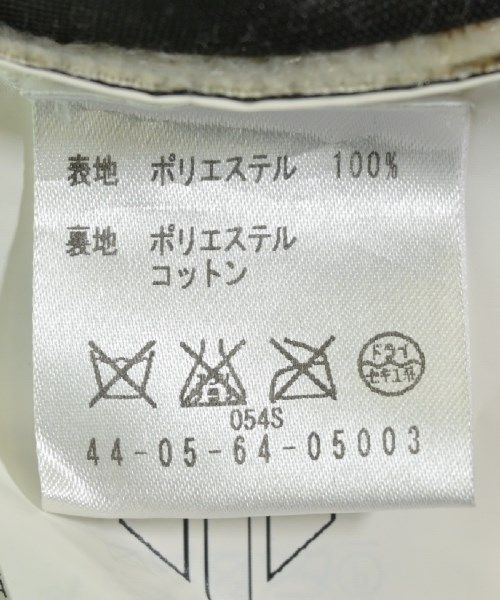 表地 ポリエステル 100%
裏地 ポリエステル
コットン
ドライ
セキユ系
054S
44-05-64-05003